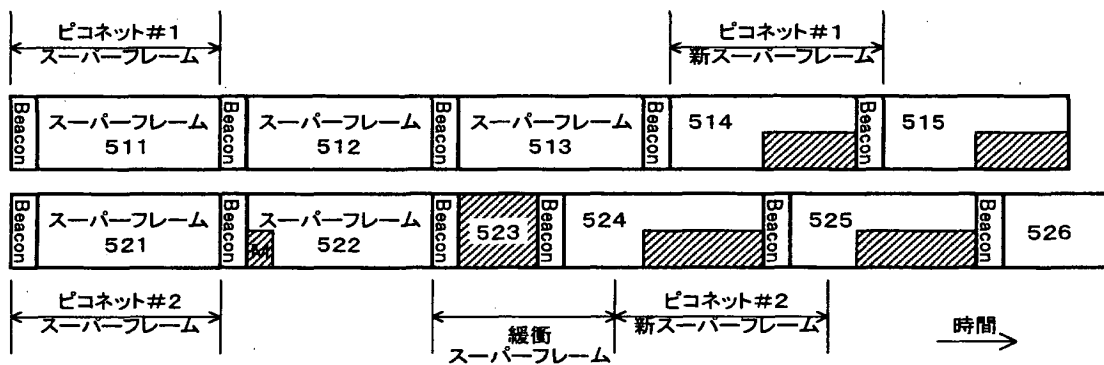 ピコネット#1
スーパーフレーム
ピコネット#1
新スーパーフレーム
Beacon
スーパーフレーム
511
Beacon
スーパーフレーム
512
Beacon
スーパーフレーム
513
Beacon
514
Beacon
515
Beacon
スーパーフレーム
521
Beacon
M
スーパーフレーム
522
Beacon
523
Beacon
524
Beacon
525
Beacon
526
ピコネット#2
スーパーフレーム
緩衝
スーパーフレーム
ピコネット#2
新スーパーフレーム
時間